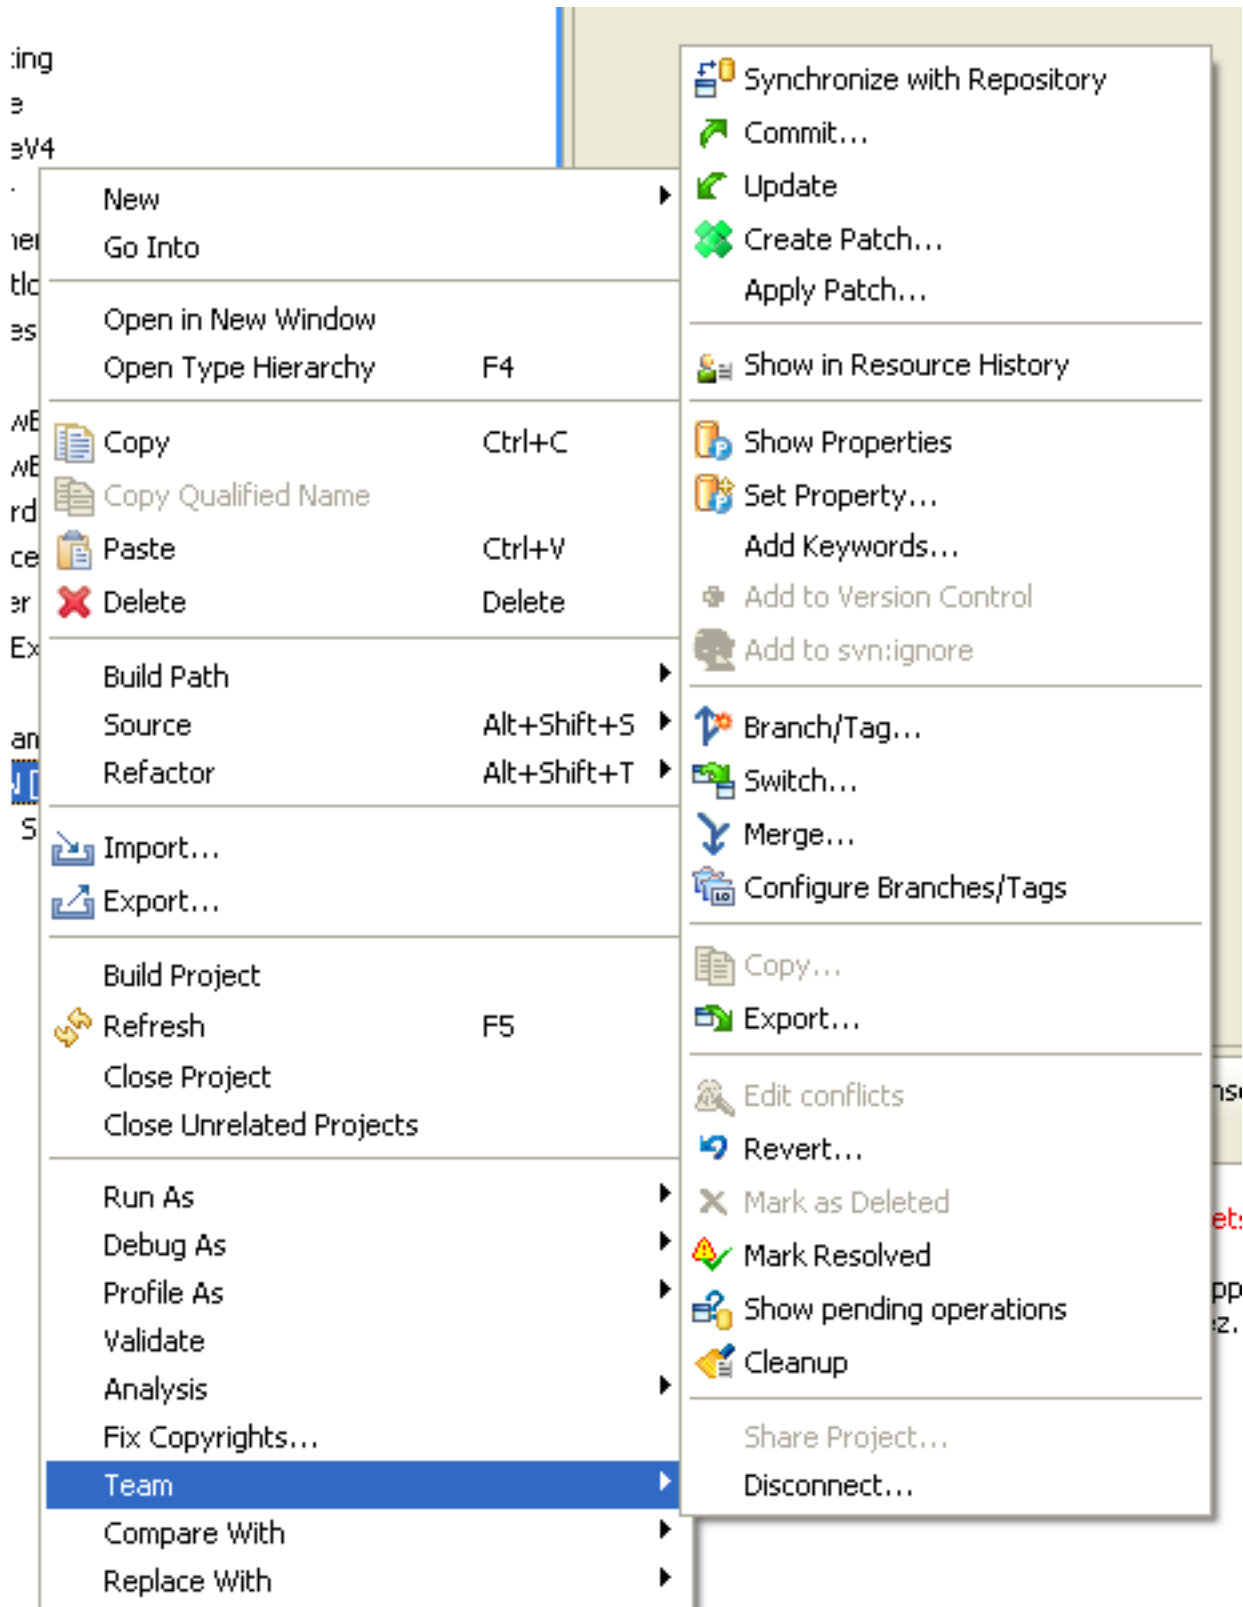 :ing
eV4
New
Go Into
Open in New Window
Open Type Hierarchy F4
Copy Ctrl+C
Copy Qualified Name
Paste Ctrl+V
Delete Delete
Build Path
Source Alt+Shift+S
Refactor Alt+Shift+T
Import...
Export...
Build Project
Refresh F5
Close Project
Close Unrelated Projects
Run As
Debug As
Profile As
Validate
Analysis
Fix Copyrights...
Team
Compare With
Replace With
Synchronize with Repository
Commit...
Update
Create Patch...
Apply Patch...
Show in Resource History
Show Properties
Set Property...
Add Keywords...
Add to Version Control
Add to svn:ignore
Branch/Tag...
Switch...
Merge...
Configure Branches/Tags
Copy...
Export...
Edit conflicts
Revert...
Mark as Deleted
Mark Resolved
Show pending operations
Cleanup
Share Project...
Disconnect...